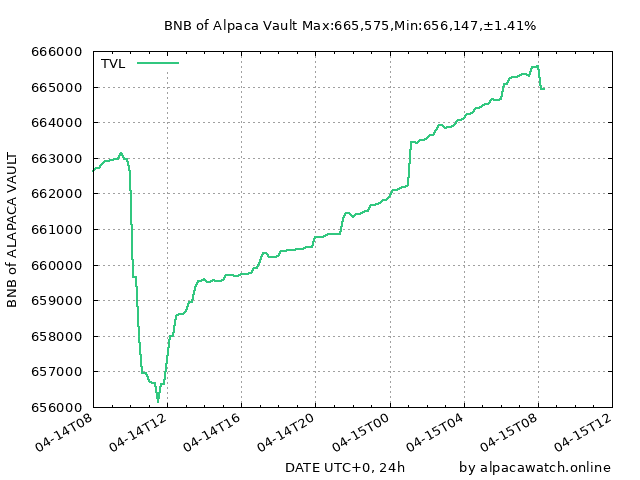 BNB of Alpaca Vault Max:665,575,Min:656,147,±1.41%
TVL
666000
665000
664000
663000
662000
661000
660000
659000
658000
657000
656000
BNB of ALAPACA VAULT
04-14T08
04-14T12
04-14T16
04-14T20
04-15T00
04-15T04
04-15T08
04-15T12
DATE UTC+0, 24h
by alpacawatch.online